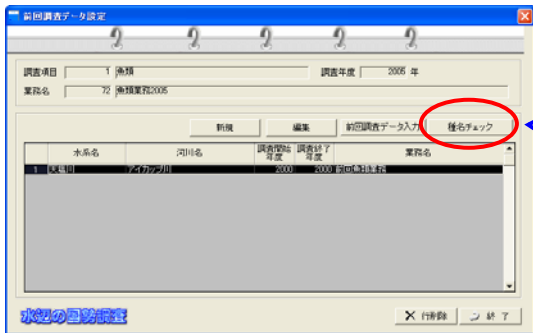 前回調査データ設定
調査項目 1 魚類 調査年度 2005 年
業務名 72 魚類業務2005
新規 編集 前回調査データ入力 種名チェック
水系名 河川名 調査開始年度 調査終了年度 業務名
1 天塩川 アイカップ川 2000 2000 前回魚類業務
水辺の国勢調査 行削除 終 了